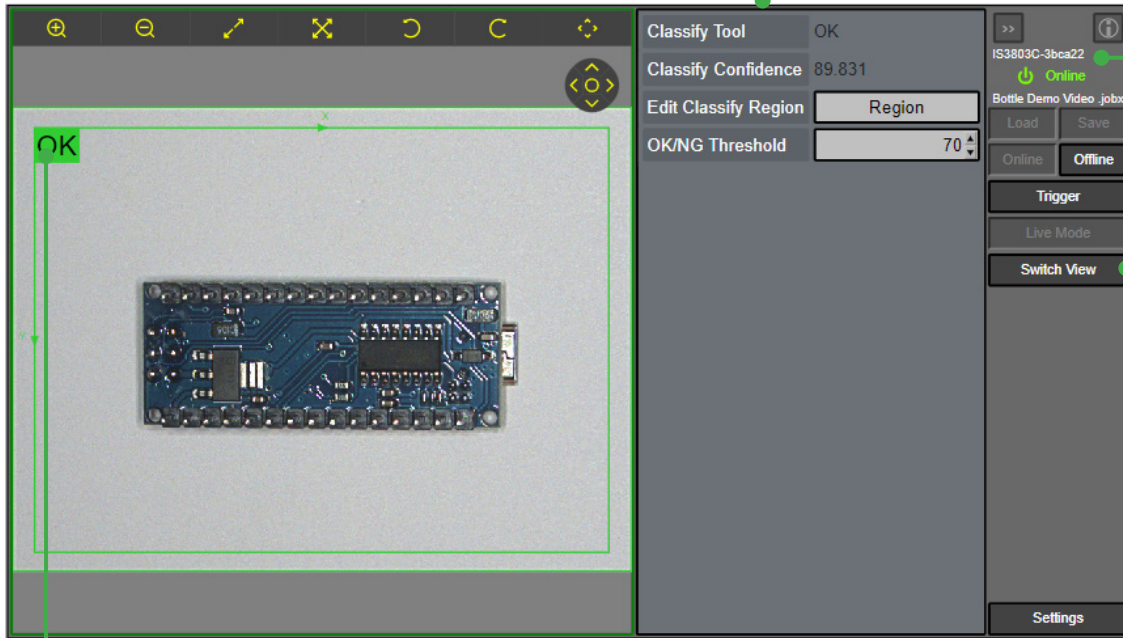 Classify Tool OK
Classify Confidence 89.831
Edit Classify Region Region
OK/NG Threshold 70
OK
X
Y
>>
IS3803C-3bca22
Online
Bottle Demo Video .jobx
Load Save
Online Offline
Trigger
Live Mode
Switch View
Settings